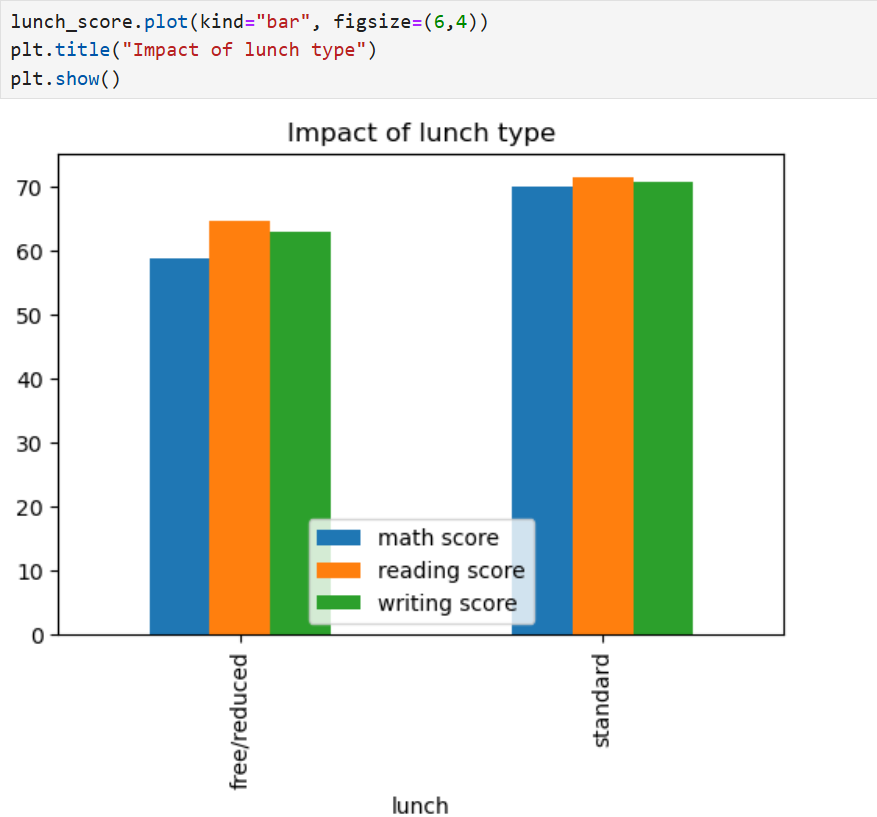 lunch_score.plot(kind="bar", figsize=(6,4))
plt.title("Impact of lunch type")
plt.show()
Impact of lunch type
70
60
50
40
30
20
10
0
math score
reading score
writing score
free/reduced
standard
lunch